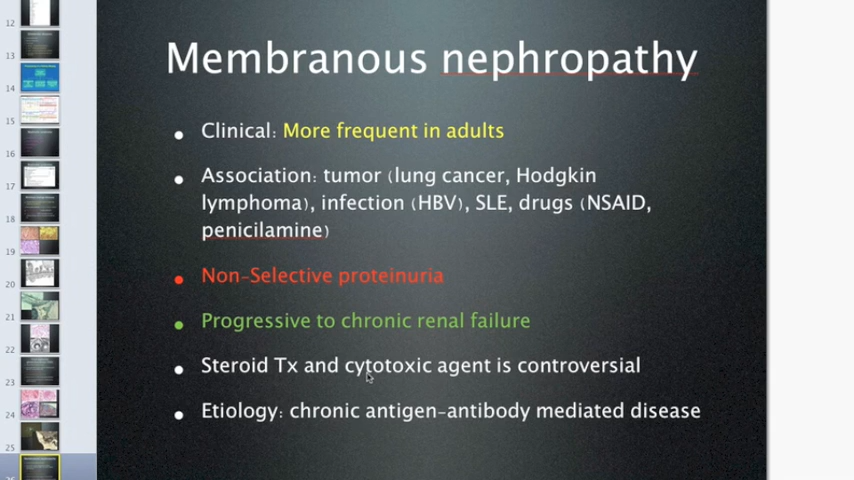 Membranous nephropathy
Clinical: More frequent in adults
Association: tumor (lung cancer, Hodgkin
lymphoma), infection (HBV), SLE, drugs (NSAID,
penicilamine)
Non-Selective proteinuria
Progressive to chronic renal failure
Steroid Tx and cytotoxic agent is controversial
Etiology: chronic antigen-antibody mediated disease
12
13
14
15
16
17
18
19
20
21
22
23
24
25